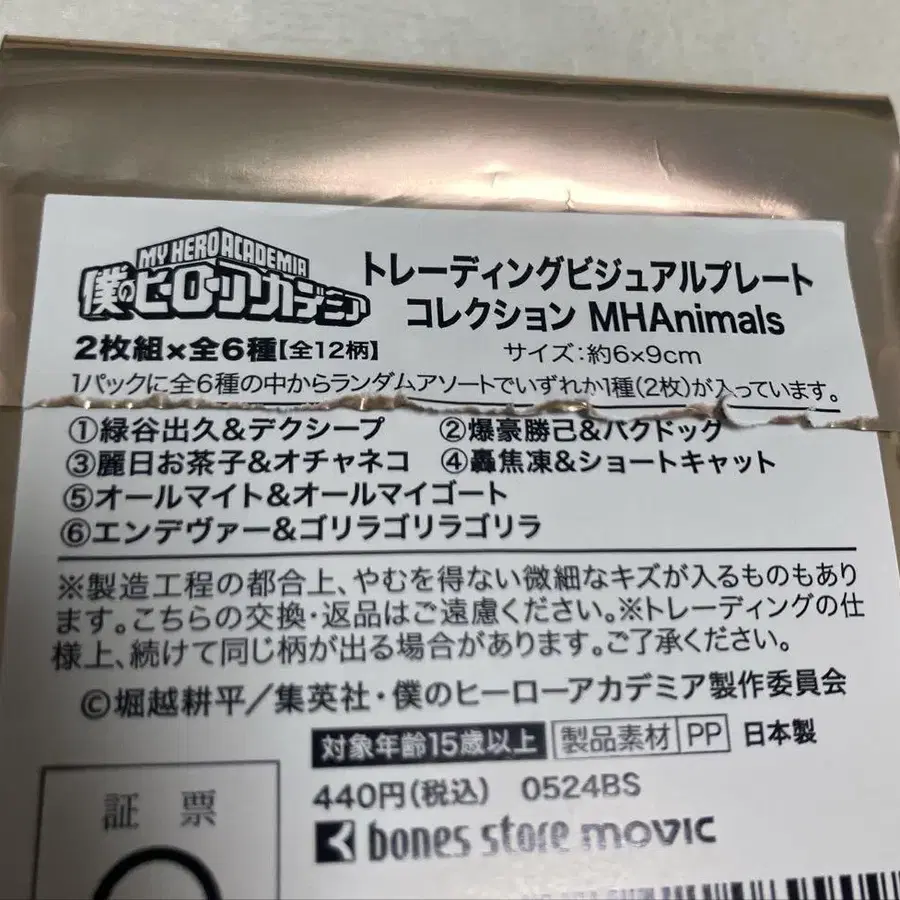 MY HERO ACADEMIA
僕のヒーローアカデミア
トレーディングビジュアルプレート
コレクション MHAnimals
2枚組×全6種【全12柄】
サイズ:約6×9cm
1パックに全6種の中からランダムアソートでいずれか1種(2枚)が入っています。
①緑谷出久&デクシープ ②爆豪勝己&バクドッグ
③麗日お茶子&オチャネコ ④轟焦凍&ショートキャット
⑤オールマイト&オールマイゴート
⑥エンデヴァー&ゴリラゴリラゴリラ
※製造工程の都合上、やむを得ない微細なキズが入るものもあり
ます。こちらの交換・返品はご遠慮ください。※トレーディングの仕
様上、続けて同じ柄が出る場合があります。ご了承ください。
©堀越耕平/集英社・僕のヒーローアカデミア製作委員会
対象年齢15歳以上 製品素材 PP 日本製
440円(税込) 0524BS
bones store movic
証 票